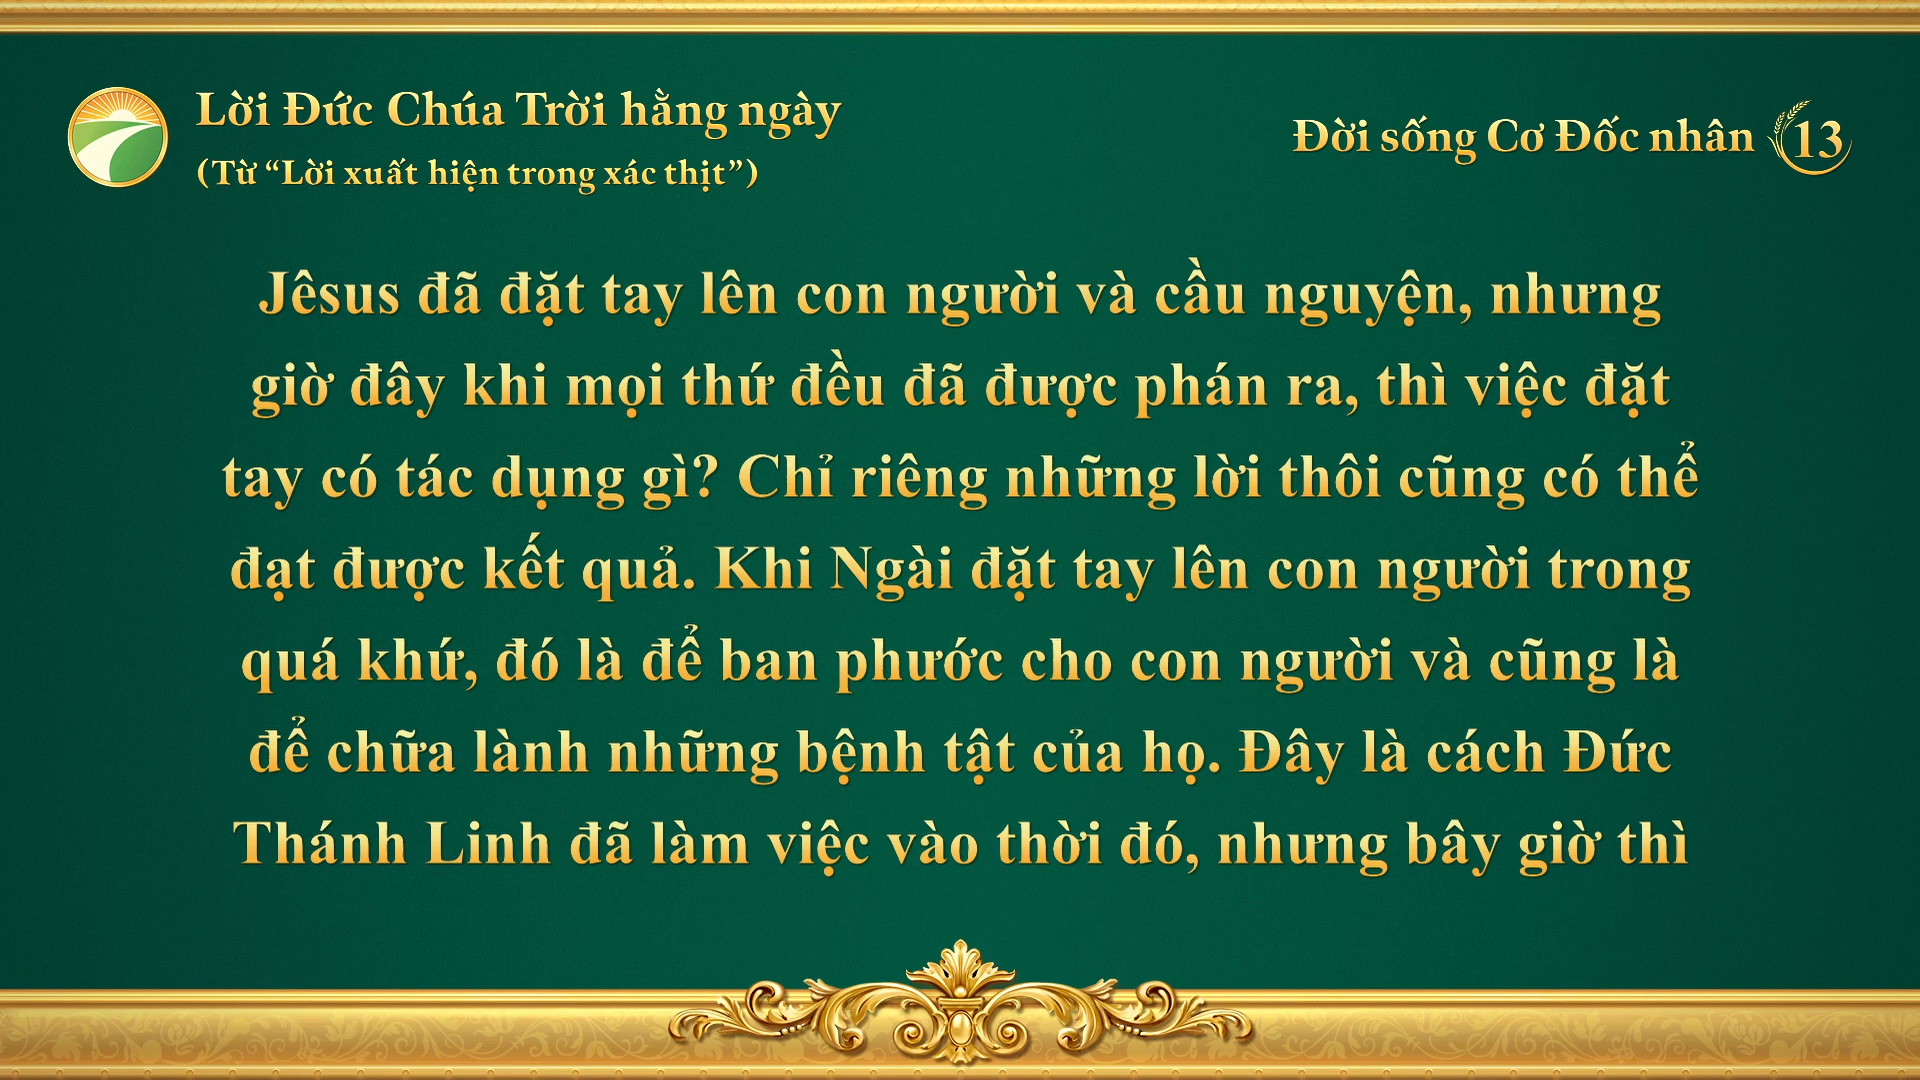 Lời Đức Chúa Trời hằng ngày
(Từ “Lời xuất hiện trong xác thịt”)
Đời sống Cơ Đốc nhân 13
Jêsus đã đặt tay lên con người và cầu nguyện, nhưng
giờ đây khi mọi thứ đều đã được phán ra, thì việc đặt
tay có tác dụng gì? Chỉ riêng những lời thôi cũng có thể
đạt được kết quả. Khi Ngài đặt tay lên con người trong
quá khứ, đó là để ban phước cho con người và cũng là
để chữa lành những bệnh tật của họ. Đây là cách Đức
Thánh Linh đã làm việc vào thời đó, nhưng bây giờ thì